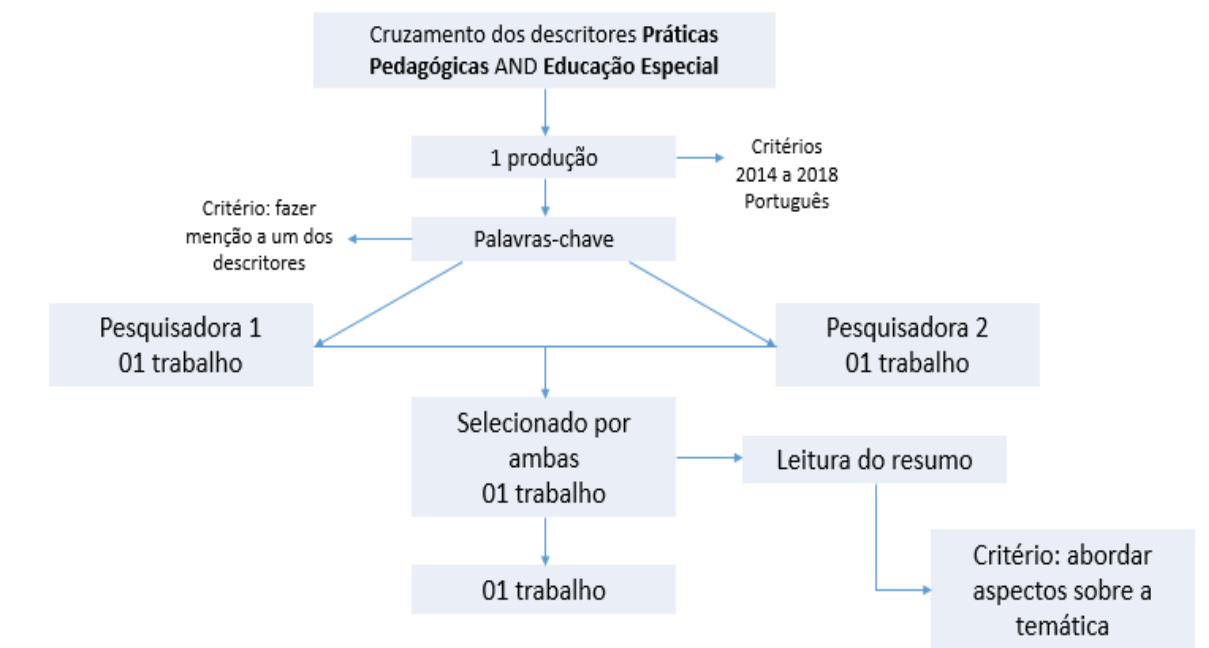 Cruzamento dos descritores Práticas
Pedagógicas AND Educação Especial
1 produção
Critérios
2014 a 2018
Português
Critério: fazer
menção a um dos
descritores
Palavras-chave
Pesquisadora 1
01 trabalho
Pesquisadora 2
01 trabalho
Selecionado por
ambas
01 trabalho
Leitura do resumo
01 trabalho
Critério: abordar
aspectos sobre a
temática